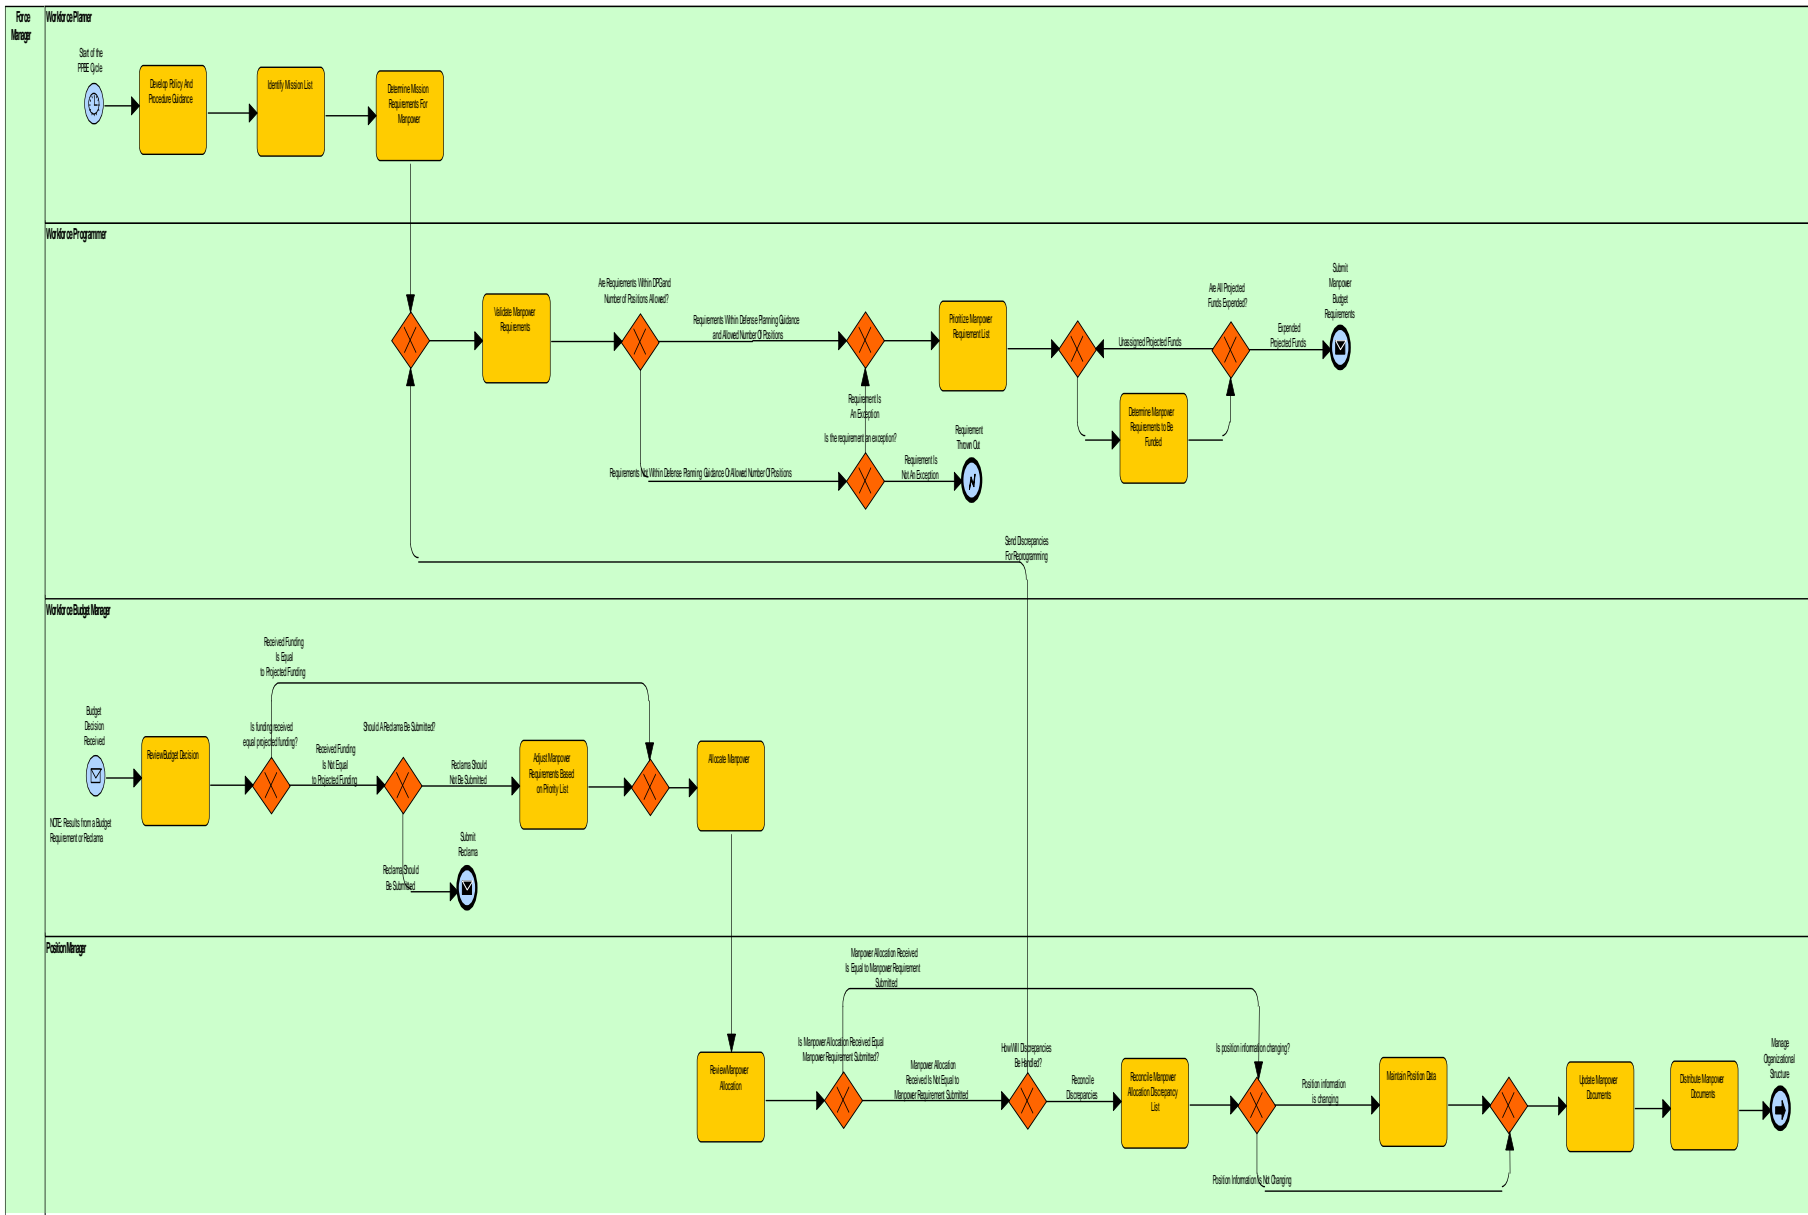 Force
Manager
Workforce Planner
Start of the
PPBE Cycle
Develop Policy And
Procedure Guidance
Identify Mission List
Determine Mission
Requirements For
Manpower
Workforce Programmer
Validate Manpower
Requirements
Are Requirements Within DPG and
Number of Positions Allowed?
Requirements Within Defense Planning Guidance
and Allowed Number Of Positions
Prioritize Manpower
Requirement List
Unassigned Projected Funds
Are All Projected
Funds Expended?
Expended
Projected Funds
Submit
Manpower
Budget
Requirements
Requirement Is
An Exception
Is the requirement an exception?
Requirements Not Within Defense Planning Guidance Or Allowed Number Of Positions
Requirement Is
Not An Exception
Requirement
Thrown Out
Determine Manpower
Requirements to Be
Funded
Send Discrepancies
For Reprogramming
Workforce Budget Manager
Received Funding
Is Equal
to Projected Funding
Budget
Decision
Received
NOTE: Results from a Budget
Requirement or Reclama
Review Budget Decision
Is funding received
equal projected funding?
Received Funding
Is Not Equal
to Projected Funding
Should A Reclama Be Submitted?
Reclama Should
Not Be Submitted
Reclama Should
Be Submitted
Submit
Reclama
Adjust Manpower
Requirements Based
on Priority List
Allocate Manpower
Position Manager
Manpower Allocation Received
Is Equal to Manpower Requirement
Submitted
Review Manpower
Allocation
Is Manpower Allocation Received Equal
Manpower Requirement Submitted?
Manpower Allocation
Received Is Not Equal to
Manpower Requirement Submitted
How Will Discrepancies
Be Handled?
Reconcile
Discrepancies
Reconcile Manpower
Allocation Discrepancy
List
Is position information changing?
Position information
is changing
Position Information Is Not Changing
Maintain Position Data
Update Manpower
Documents
Distribute Manpower
Documents
Manage
Organizational
Structure